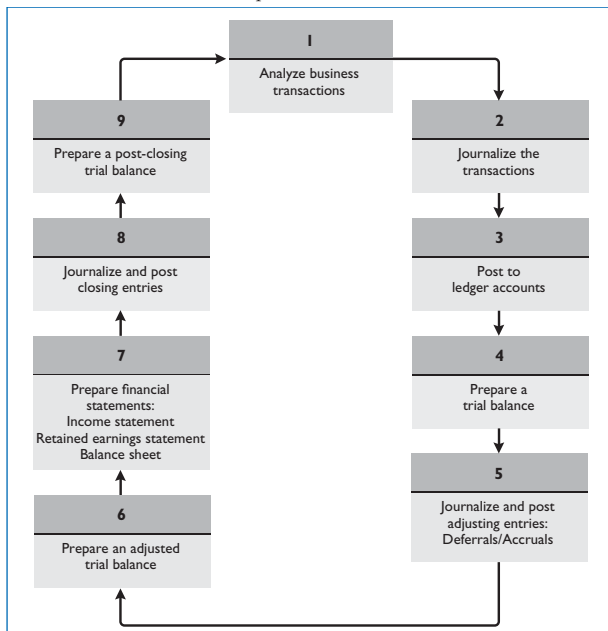 1
Analyze business
transactions
2
Journalize the
transactions
3
Post to
ledger accounts
4
Prepare a
trial balance
5
Journalize and post
adjusting entries:
Deferrals/Accruals
6
Prepare an adjusted
trial balance
7
Prepare financial
statements:
Income statement
Retained earnings statement
Balance sheet
8
Journalize and post
closing entries
9
Prepare a post-closing
trial balance